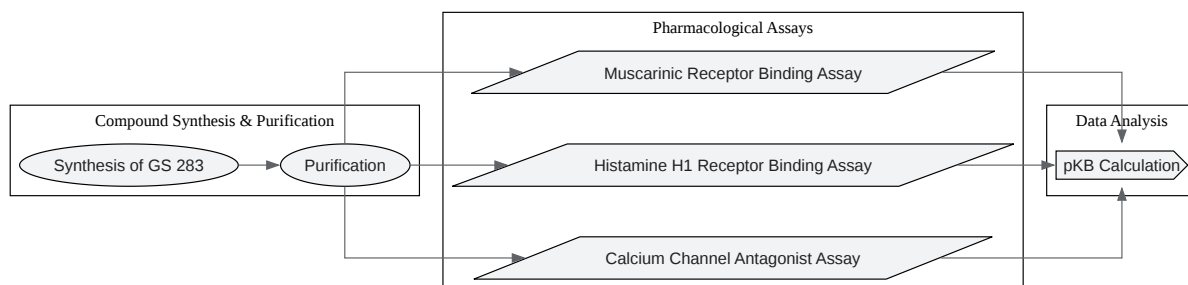 Pharmacological Assays
Muscarinic Receptor Binding Assay
Compound Synthesis & Purification
Data Analysis
Synthesis of GS 283
Purification
Histamine H1 Receptor Binding Assay
pKB Calculation
Calcium Channel Antagonist Assay